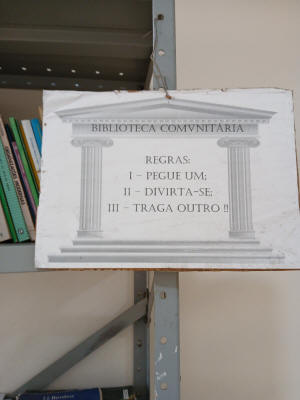 BIBLIOTECA COMVNITÁRIA
REGRAS:
I – PEGUE UM;
II – DIVIRTA-SE;
III – TRAGA OUTRO !!